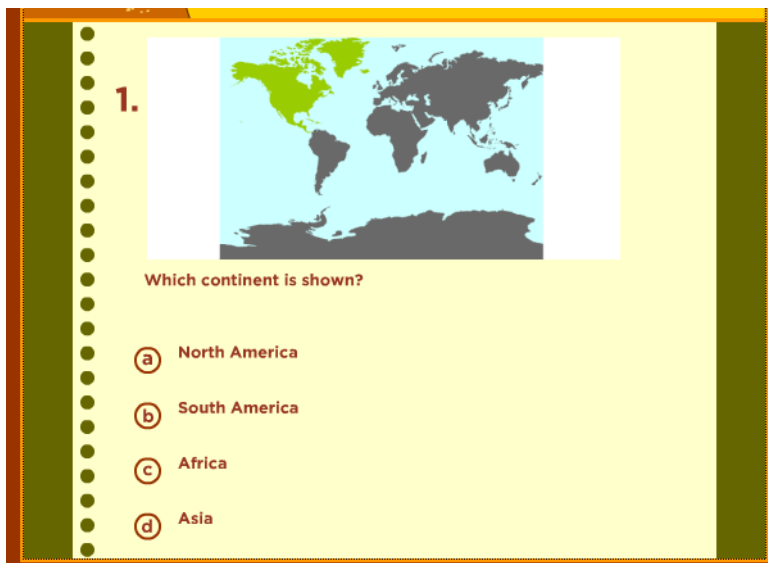 1.
Which continent is shown?
a North America
b South America
c Africa
d Asia